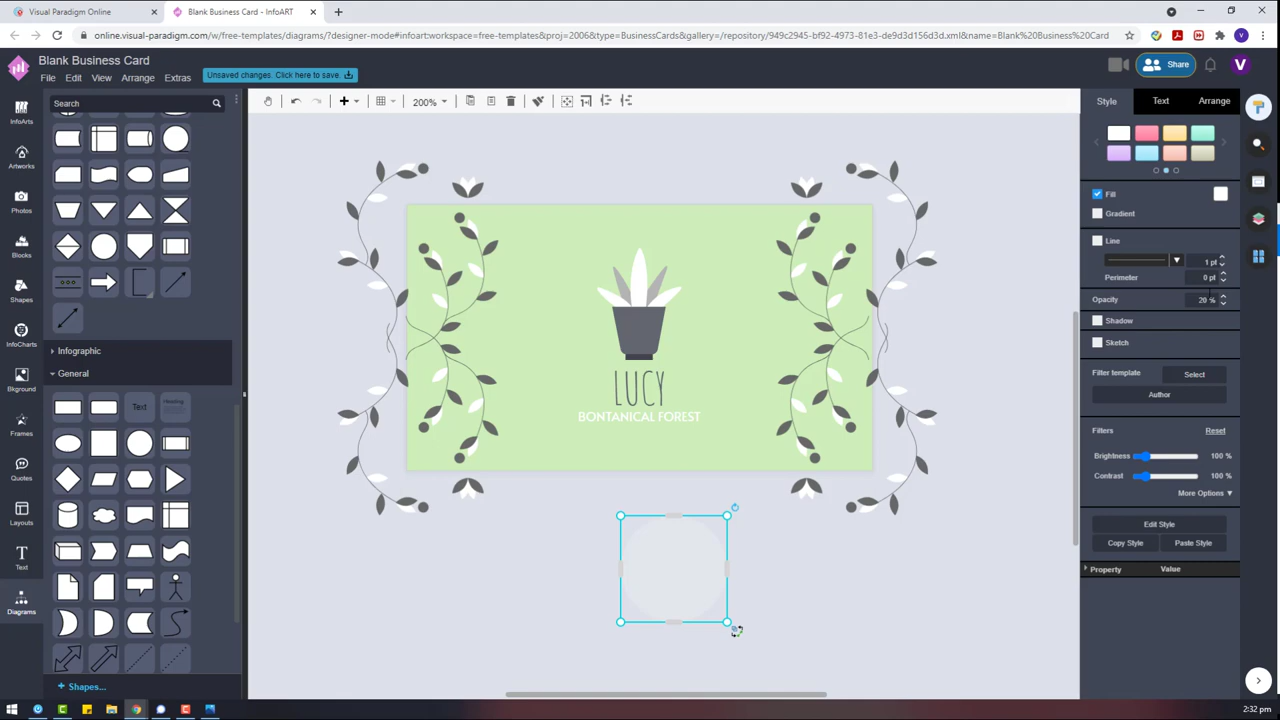 Visual Paradigm Online
Blank Business Card - InfoART
online.visual-paradigm.com/w/free-templates/diagrams/?designer-mode#infoart:workspace=free-templates&proj=2006&type=BusinessCards&gallery=/repository/949c2945-bf92-4973-81e3-de9d3d156d16.xml&name=Blank%20Business%20Card
Blank Business Card
File Edit View Arrange Extras
Unsaved changes. Click here to save.
Share
V
Search
200%
InfoArts
Artworks
Photos
Blocks
Shapes
InfoCharts
Bkground
Frames
Quotes
Layouts
Text
Diagrams
Infographic
General
Text
Heading
Shapes...
LUCY
BONTANICAL FOREST
Style
Text
Arrange
Fill
Gradient
Line
1 pt
Perimeter
0 pt
Opacity
20 %
Shadow
Sketch
Filter template
Select
Author
Filters
Reset
Brightness
100 %
Contrast
100 %
More Options
Edit Style
Copy Style
Paste Style
Property
Value
2:32 pm